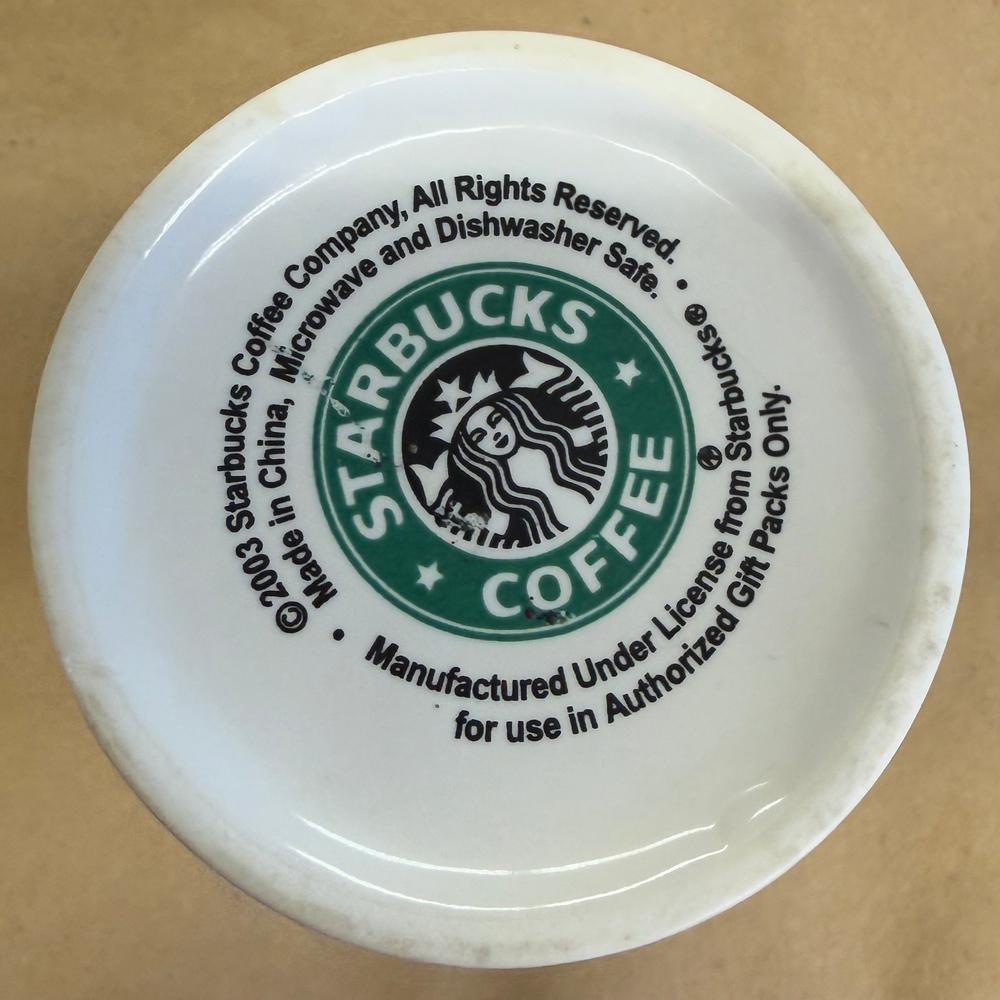 ©2003 Starbucks Coffee Company, All Rights Reserved. •
Made in China, Microwave and Dishwasher Safe.
STARBUCKS
COFFEE
®
• Manufactured Under License from Starbucks®
for use in Authorized Gift Packs Only.